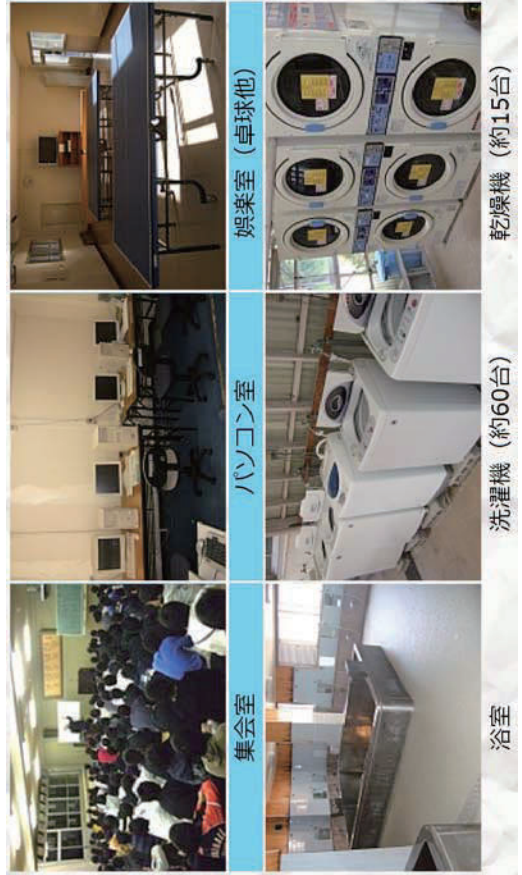 集会室
パソコン室
娯楽室（卓球他）
浴室
洗濯機（約60台）
乾燥機（約15台）